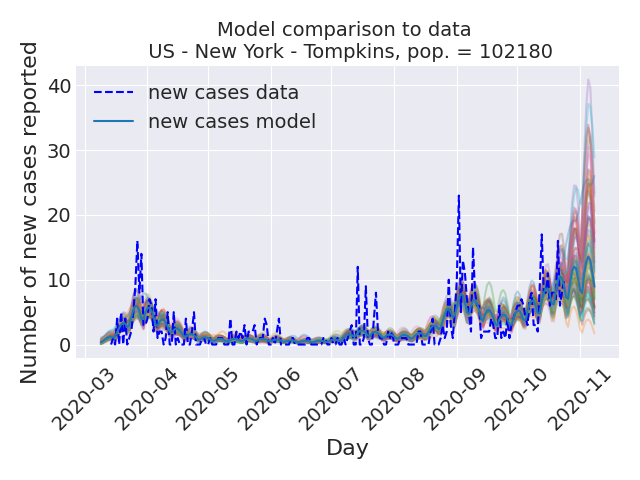 Model comparison to data
US - New York - Tompkins, pop. = 102180
Number of new cases reported
40
30
20
10
0
new cases data
new cases model
2020-03
2020-04
2020-05
2020-06
2020-07
2020-08
2020-09
2020-10
2020-11
Day